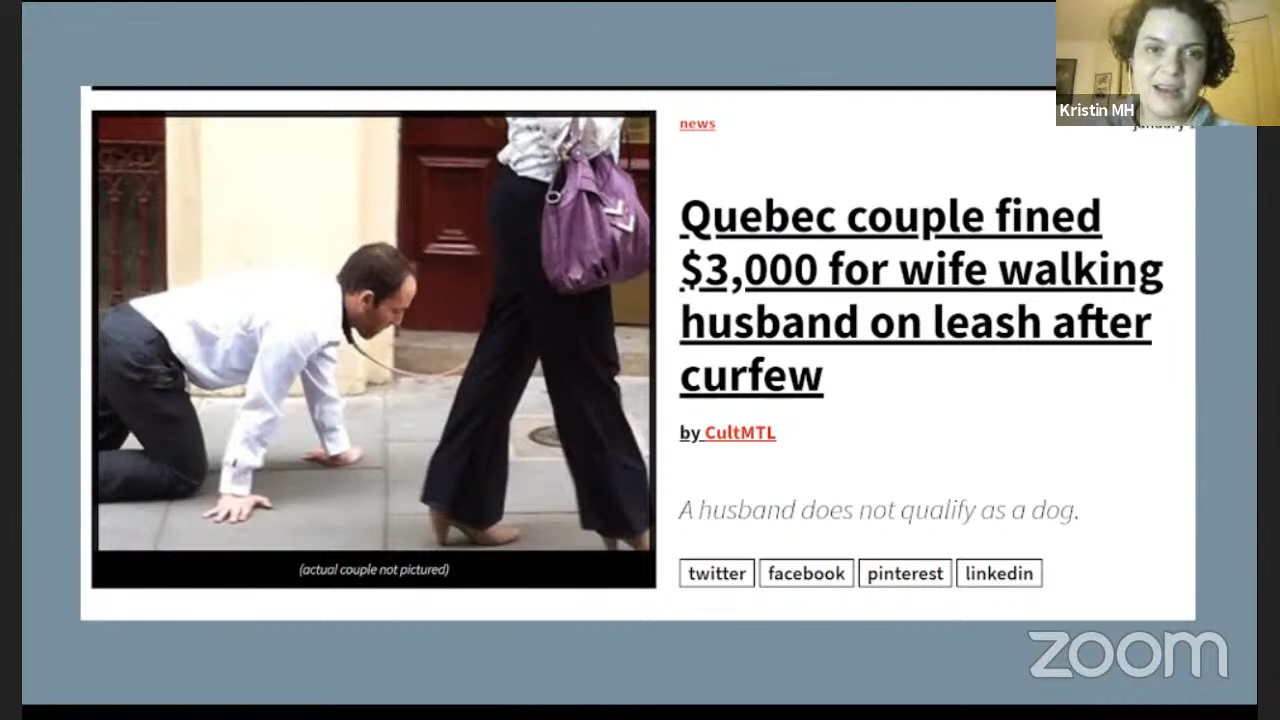 Kristin MH
news
Quebec couple fined
$3,000 for wife walking
husband on leash after
curfew
by CultMTL
A husband does not qualify as a dog.
twitter facebook pinterest linkedin
(actual couple not pictured)
zoom